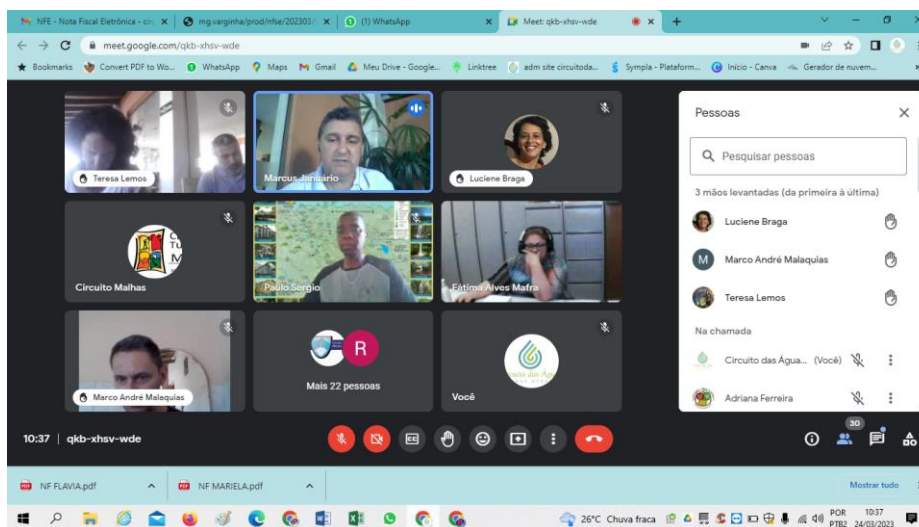 NFE - Nota Fiscal Eletrônica - cir
mg.varginha/prod/nfse/202303/
(1) WhatsApp
Meet: qkb-xhsv-wde
meet.google.com/qkb-xhsv-wde
Bookmarks
Convert PDF to Wo...
WhatsApp
Maps
Gmail
Meu Drive - Google...
Linktree
adm site circuitoda...
Sympla - Plataform...
Início - Canva
Gerador de nuvem...
Teresa Lemos
Marcus Januário
Luciene Braga
Circuito Malhas
Paulo Sergio
Fátima Alves Mafra
Marco André Malaquias
R
Mais 22 pessoas
Você
Pessoas
Pesquisar pessoas
3 mãos levantadas (da primeira à última)
Luciene Braga
M
Marco André Malaquias
Teresa Lemos
Na chamada
Circuito das Água... (Você)
Adriana Ferreira
10:37 | qkb-xhsv-wde
30
NF FLAVIA.pdf
NF MARIELA.pdf
Mostrar tudo
26°C Chuva fraca
POR
PTB2
10:37
24/03/2023